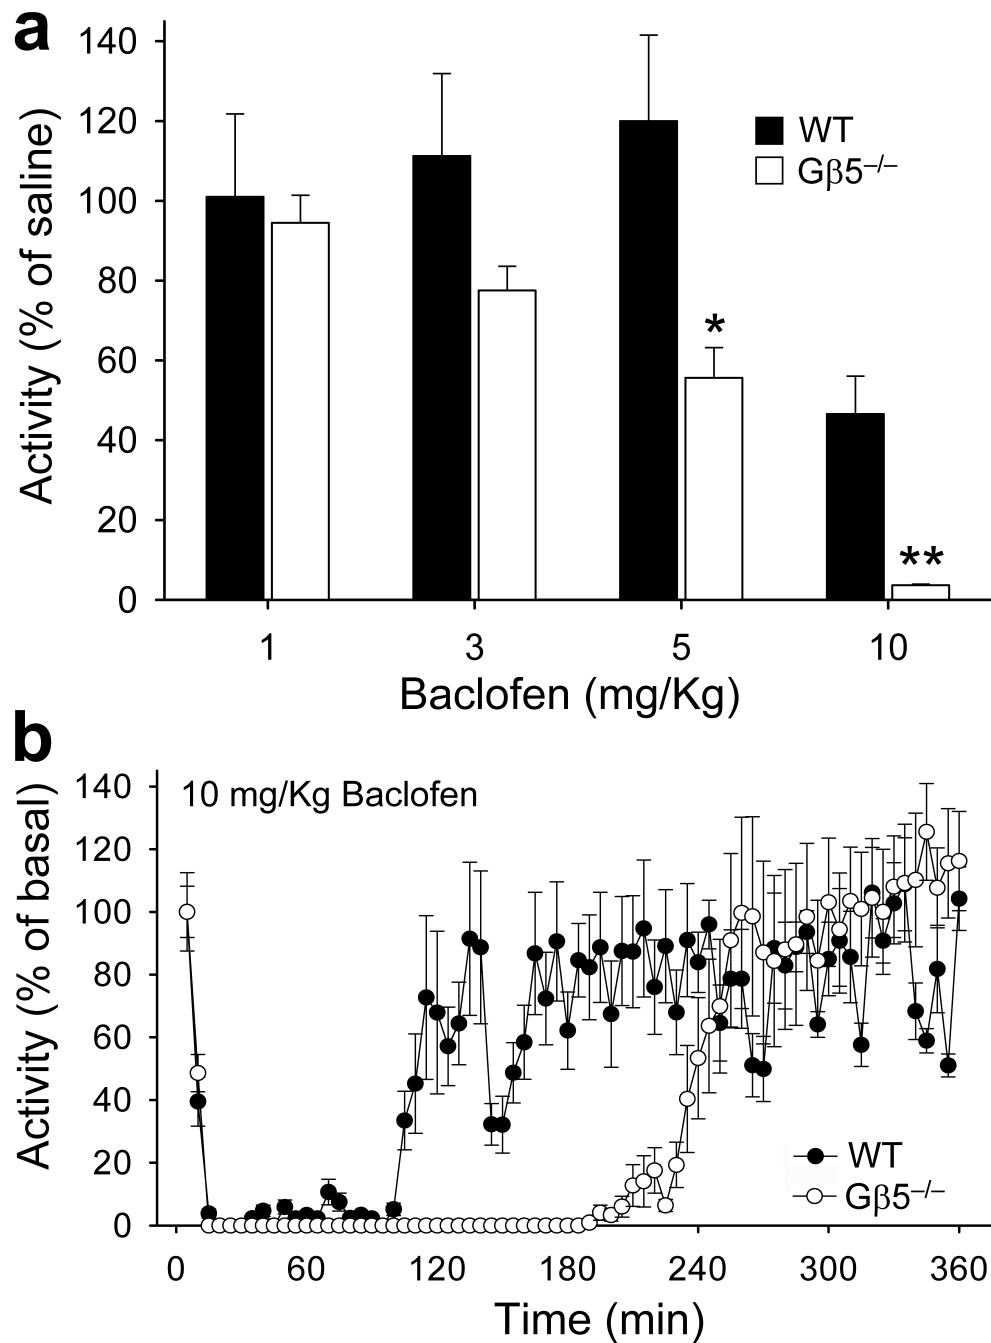 a
Activity (% of saline)
140
120
100
80
60
40
20
0
WT
Gβ5–/–
*
**
1 3 5 10
Baclofen (mg/Kg)
b
Activity (% of basal)
140
120
100
80
60
40
20
0
10 mg/Kg Baclofen
WT
Gβ5–/–
0 60 120 180 240 300 360
Time (min)